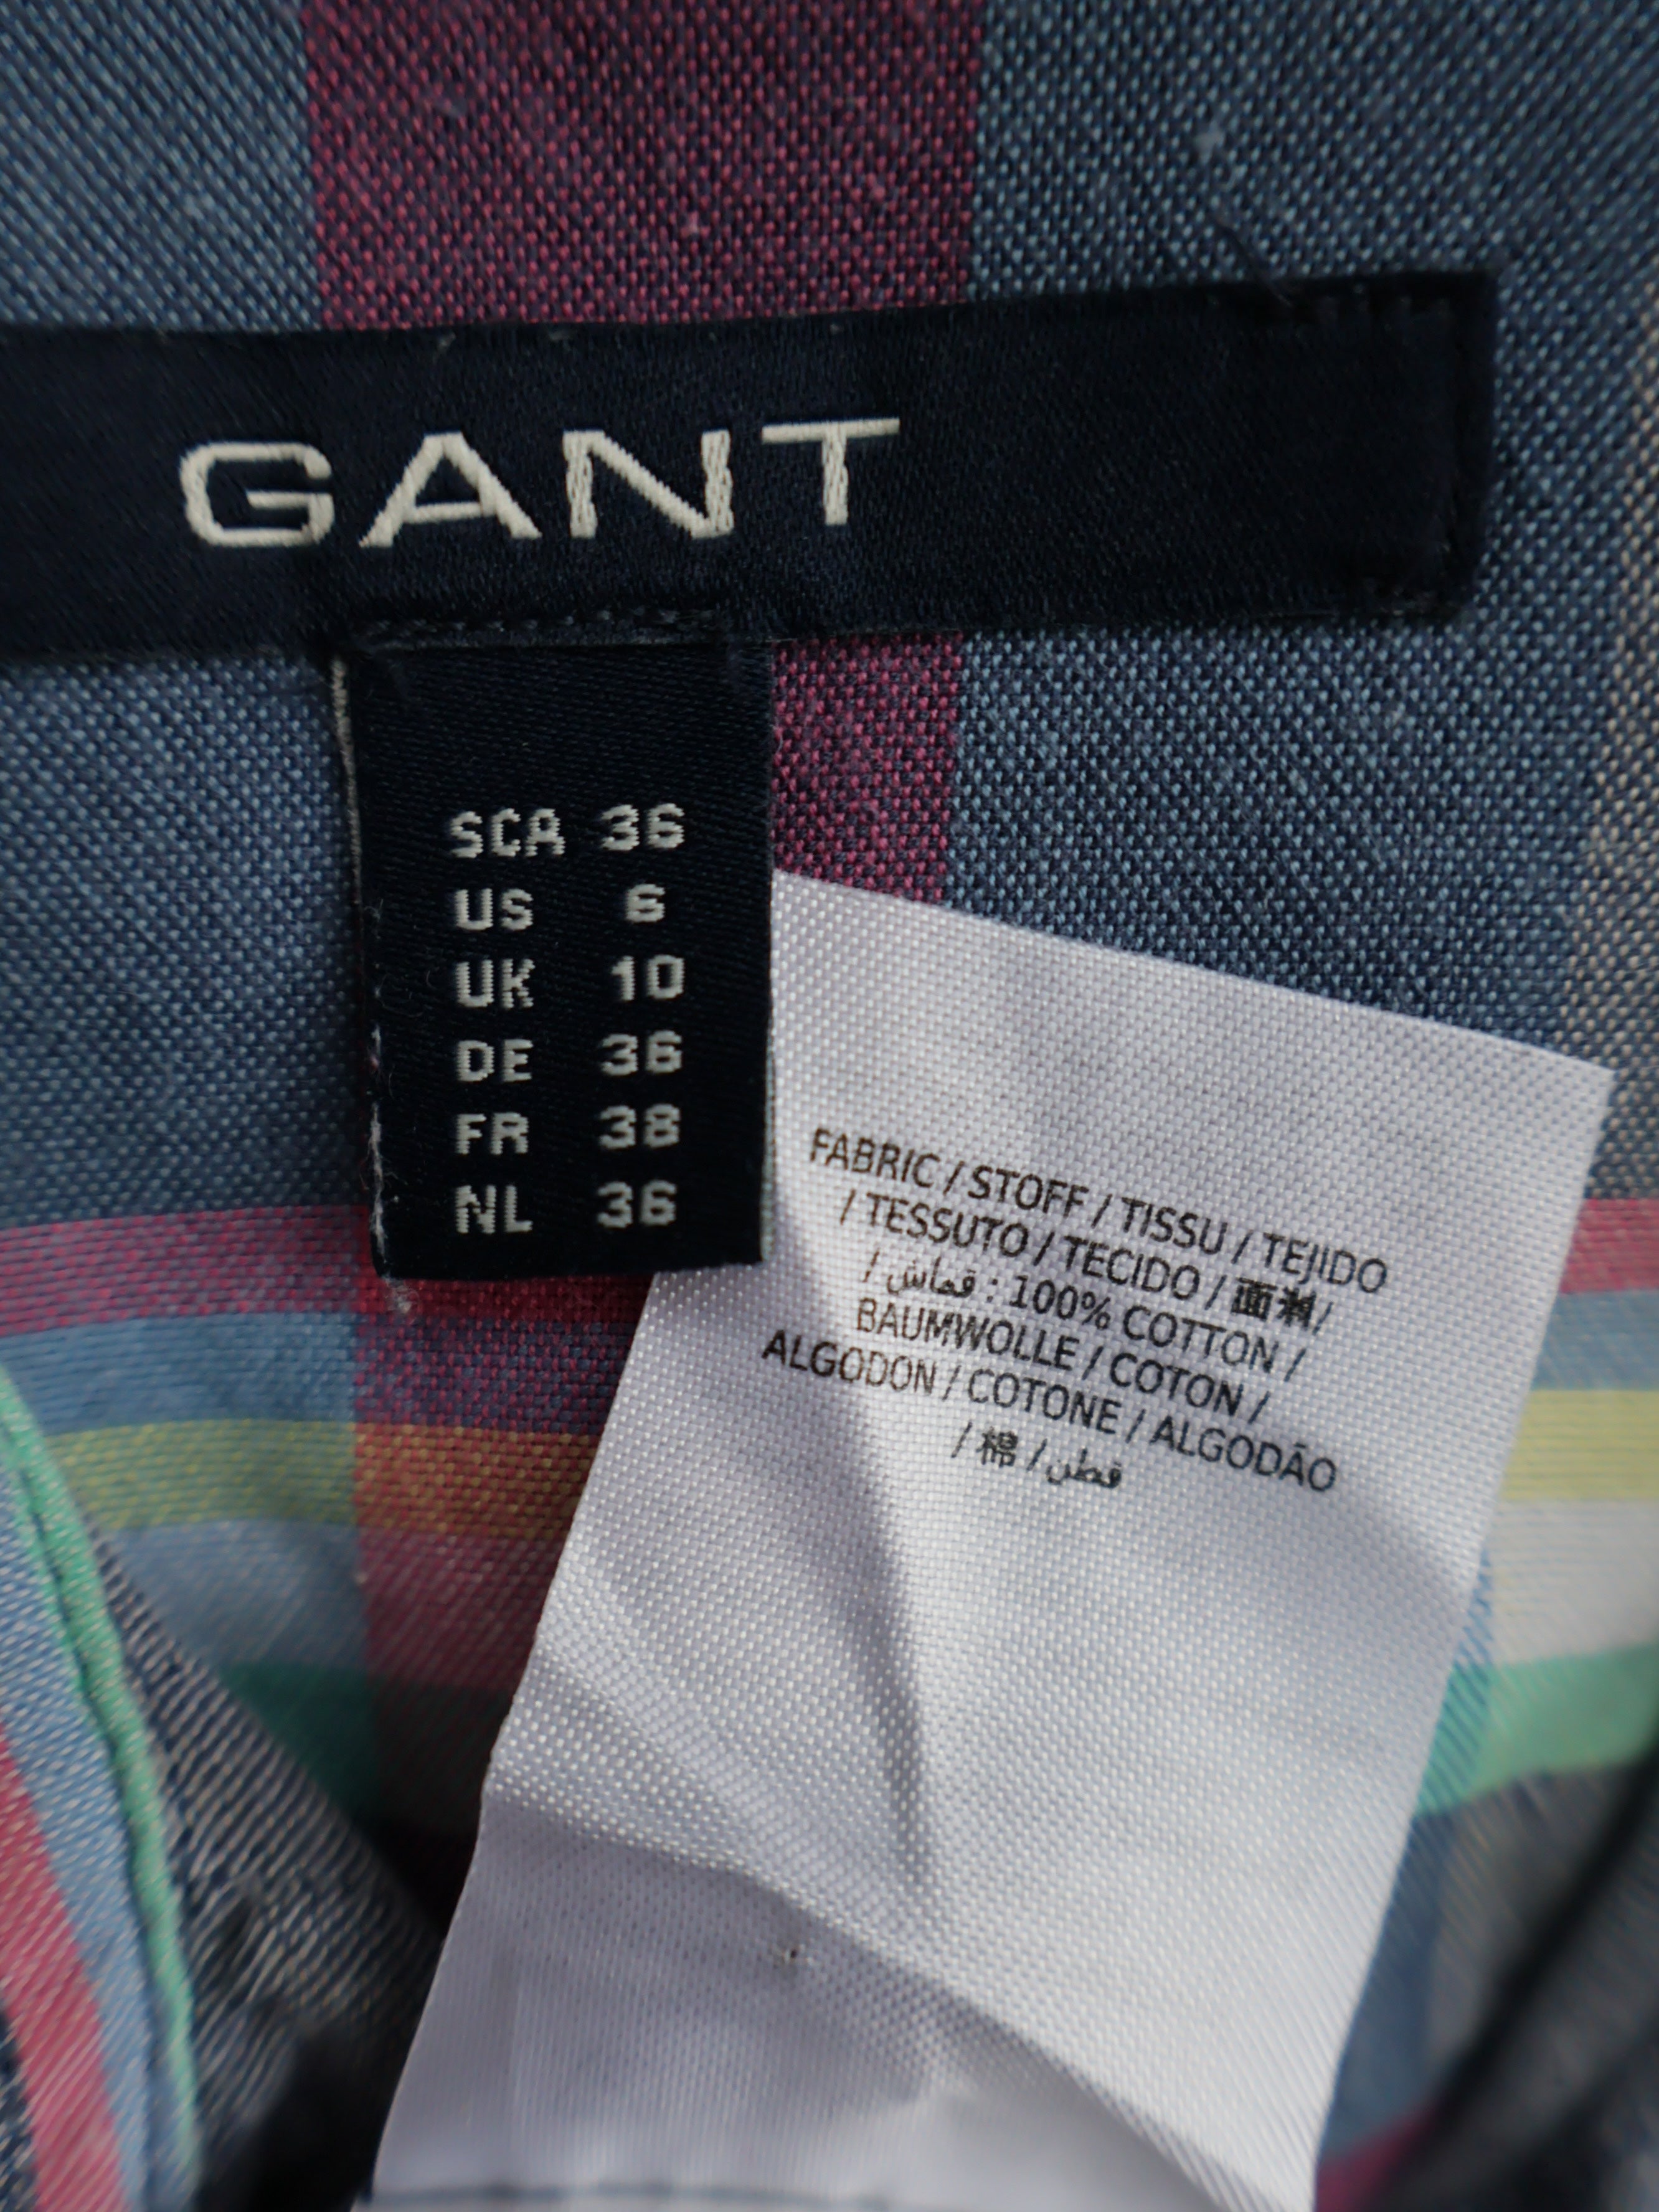 GANT
SCA 36
US 6
UK 10
DE 36
FR 38
NL 36
FABRIC / STOFF / TISSU / TEJIDO
/ TESSUTO / TECIDO / 面料/
/ قماش : 100% COTTON /
BAUMWOLLE / COTON /
ALGODON / COTONE / ALGODÃO
/ 棉 / قطن